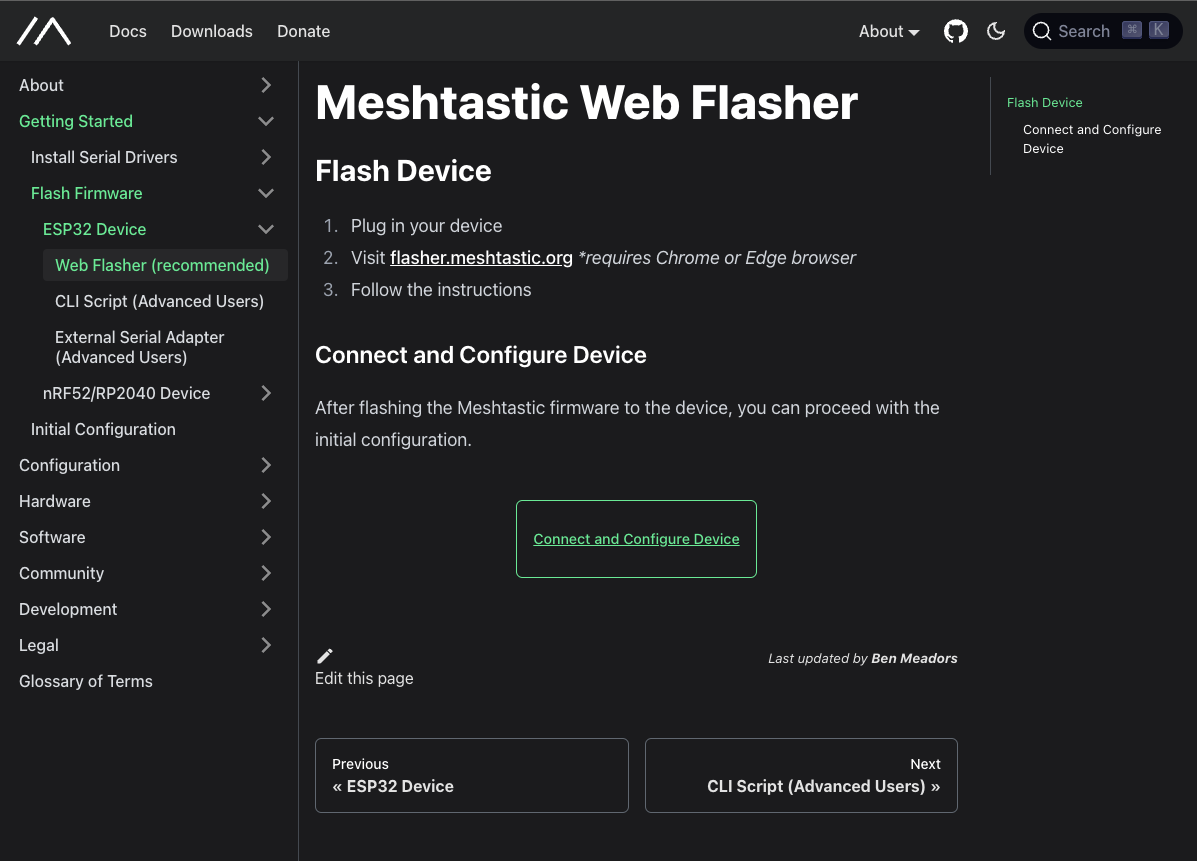 Docs Downloads Donate About Search ⌘ K
About
Getting Started
Install Serial Drivers
Flash Firmware
ESP32 Device
Web Flasher (recommended)
CLI Script (Advanced Users)
External Serial Adapter
(Advanced Users)
nRF52/RP2040 Device
Initial Configuration
Configuration
Hardware
Software
Community
Development
Legal
Glossary of Terms
Meshtastic Web Flasher
Flash Device
1. Plug in your device
2. Visit flasher.meshtastic.org *requires Chrome or Edge browser
3. Follow the instructions
Connect and Configure Device
After flashing the Meshtastic firmware to the device, you can proceed with the
initial configuration.
Connect and Configure Device
Edit this page
Last updated by Ben Meadors
Previous
« ESP32 Device
Next
CLI Script (Advanced Users) »
Flash Device
Connect and Configure
Device